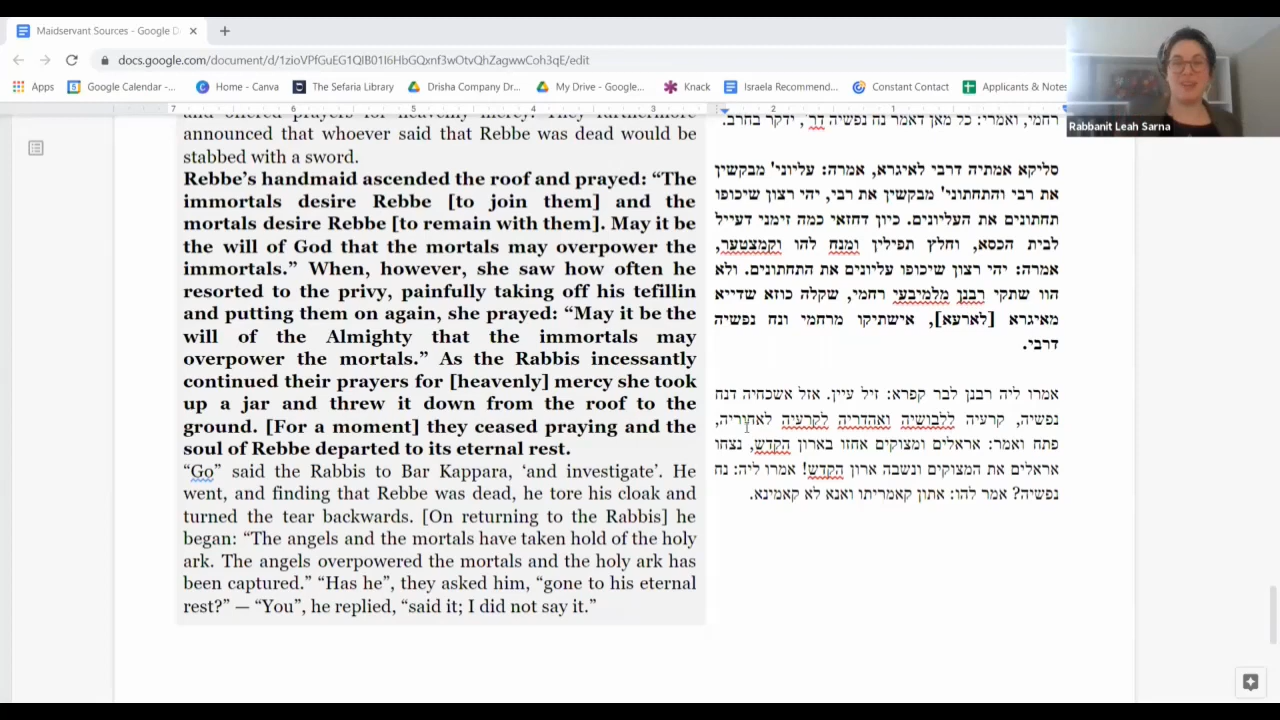 Maidservant Sources - Google D
docs.google.com/document/d/1zioVPfGuEG1QIB01I6HbGQxnf3wOtvQhZagwwCoh3qE/edit
Apps Google Calendar -... Home - Canva The Sefaria Library Drisha Company Dr... My Drive - Google... Knack Israela Recommend... Constant Contact Applicants & Notes
Rabbanit Leah Sarna
7 6 5 4 3 2 1
and offered prayers for heavenly mercy. They furthermore
announced that whoever said that Rebbe was dead would be
stabbed with a sword.
Rebbe’s handmaid ascended the roof and prayed: “The
immortals desire Rebbe [to join them] and the
mortals desire Rebbe [to remain with them]. May it be
the will of God that the mortals may overpower the
immortals.” When, however, she saw how often he
resorted to the privy, painfully taking off his tefillin
and putting them on again, she prayed: “May it be the
will of the Almighty that the immortals may
overpower the mortals.” As the Rabbis incessantly
continued their prayers for [heavenly] mercy she took
up a jar and threw it down from the roof to the
ground. [For a moment] they ceased praying and the
soul of Rebbe departed to its eternal rest.
“Go” said the Rabbis to Bar Kappara, ‘and investigate’. He
went, and finding that Rebbe was dead, he tore his cloak and
turned the tear backwards. [On returning to the Rabbis] he
began: “The angels and the mortals have taken hold of the holy
ark. The angels overpowered the mortals and the holy ark has
been captured.” “Has he”, they asked him, “gone to his eternal
rest?” — “You”, he replied, “said it; I did not say it.”
רחמי, ואמרי: כל מאן דאמר נח נפשיה דר', ידקר בחרב.
סליקא אמתיה דרבי לאיגרא, אמרה: עליוני' מבקשין
את רבי והתחתוני' מבקשין את רבי, יהי רצון שיכופו
תחתונים את העליונים. כיון דחזאי כמה זימני דעייל
לבית הכסא, וחלץ תפילין ומנח להו וקמצטער,
אמרה: יהי רצון שיכופו עליונים את התחתונים. ולא
הוו שתקי רבנן מלמיבעי רחמי, שקלה כוזא שדייא
מאיגרא [לארעא], אישתיקו מרחמי ונח נפשיה
דרבי.
אמרו ליה רבנן לבר קפרא: זיל עיין. אזל אשכחיה דנח
נפשיה, קרעיה ללבושיה ואהדריה לקרעיה לאחוריה,
פתח ואמר: אראלים ומצוקים אחזו בארון הקדש, נצחו
אראלים את המצוקים ונשבה ארון הקדש! אמרו ליה: נח
נפשיה? אמר להו: אתון קאמריתו ואנא לא קאמינא.